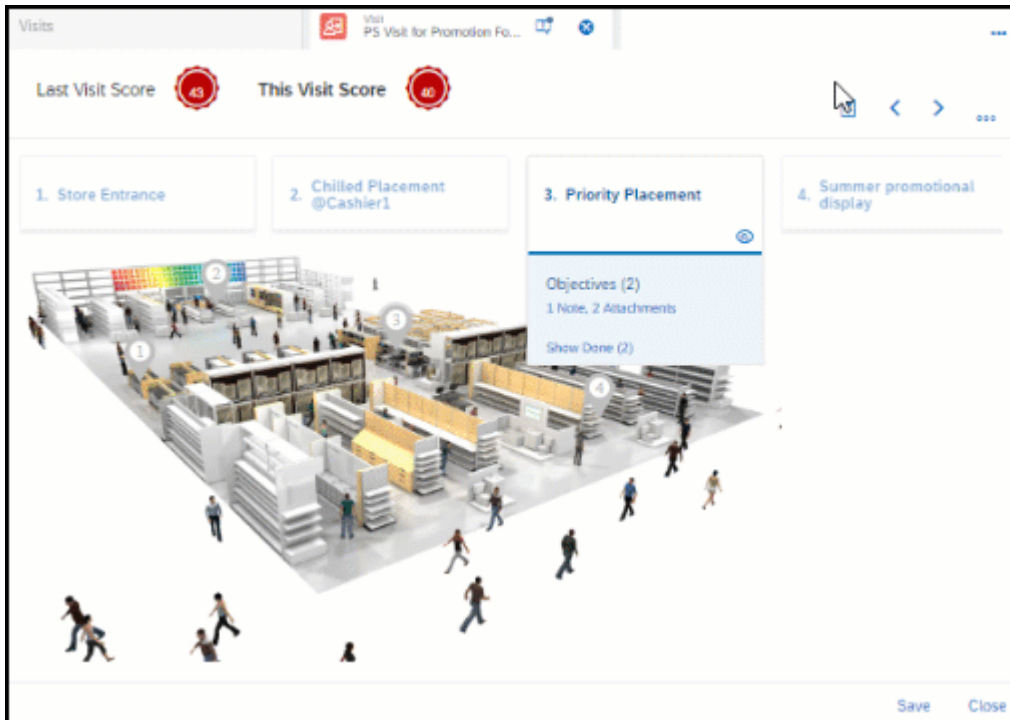 Visits
Visit
PS Visit for Promotion Fo...
Last Visit Score 43 This Visit Score 40
1. Store Entrance
2. Chilled Placement
@Cashier1
3. Priority Placement
4. Summer promotional
display
Objectives (2)
1 Note, 2 Attachments
Show Done (2)
1
2
3
4
Save Close